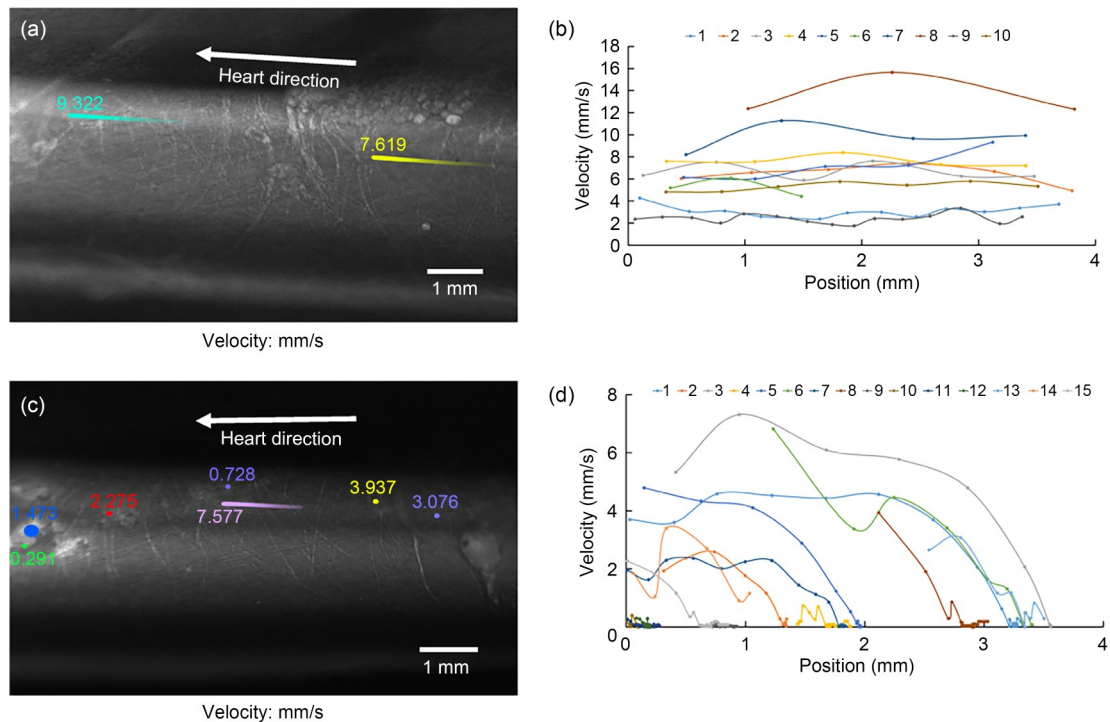 (a)
Heart direction
9.322
7.619
1 mm
Velocity: mm/s
(b)
1 2 3 4 5 6 7 8 9 10
Velocity (mm/s)
18
16
14
12
10
8
6
4
2
0
0 1 2 3 4
Position (mm)
(c)
Heart direction
0.728
2.275
3.937
1.473
7.577
3.076
0.291
1 mm
Velocity: mm/s
(d)
1 2 3 4 5 6 7 8 9 10 11 12 13 14 15
Velocity (mm/s)
8
6
4
2
0
0 1 2 3 4
Position (mm)